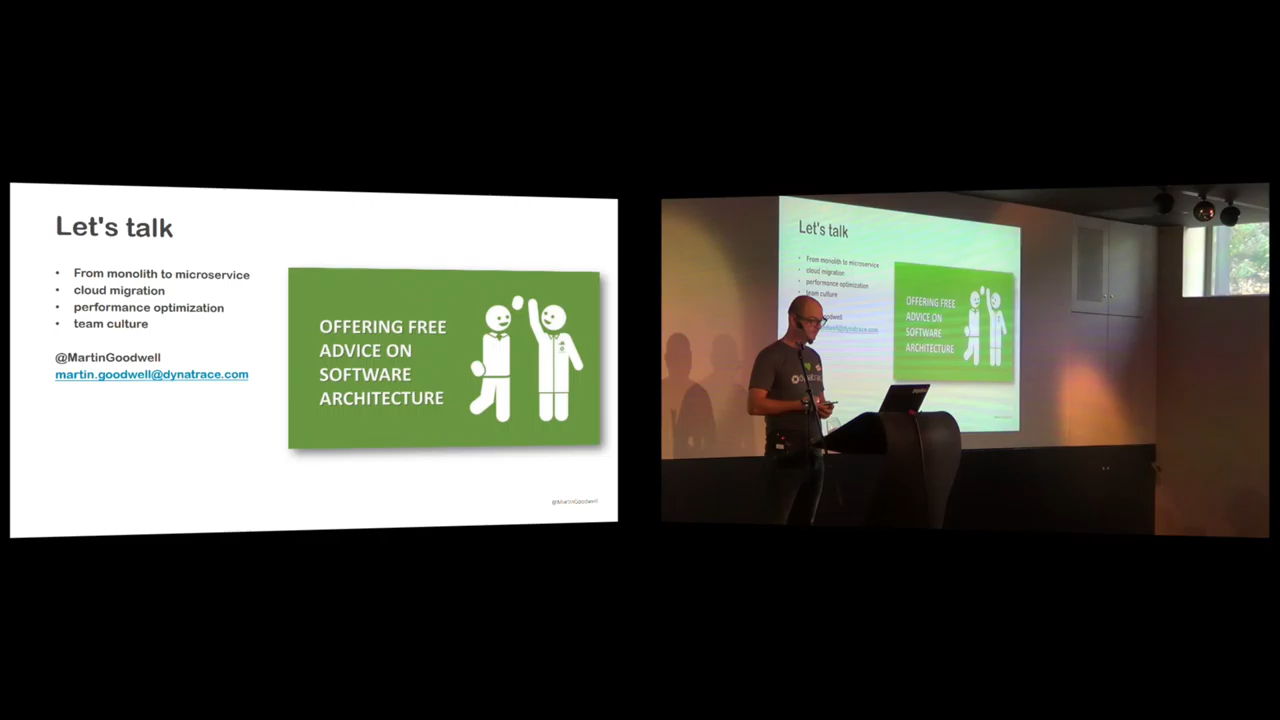 Let's talk
• From monolith to microservice
• cloud migration
• performance optimization
• team culture
@MartinGoodwell
martin.goodwell@dynatrace.com
OFFERING FREE
ADVICE ON
SOFTWARE
ARCHITECTURE
@MartinGoodwell
Let's talk
• From monolith to microservice
• cloud migration
• performance optimization
• team culture
OFFERING FREE
ADVICE ON
SOFTWARE
ARCHITECTURE